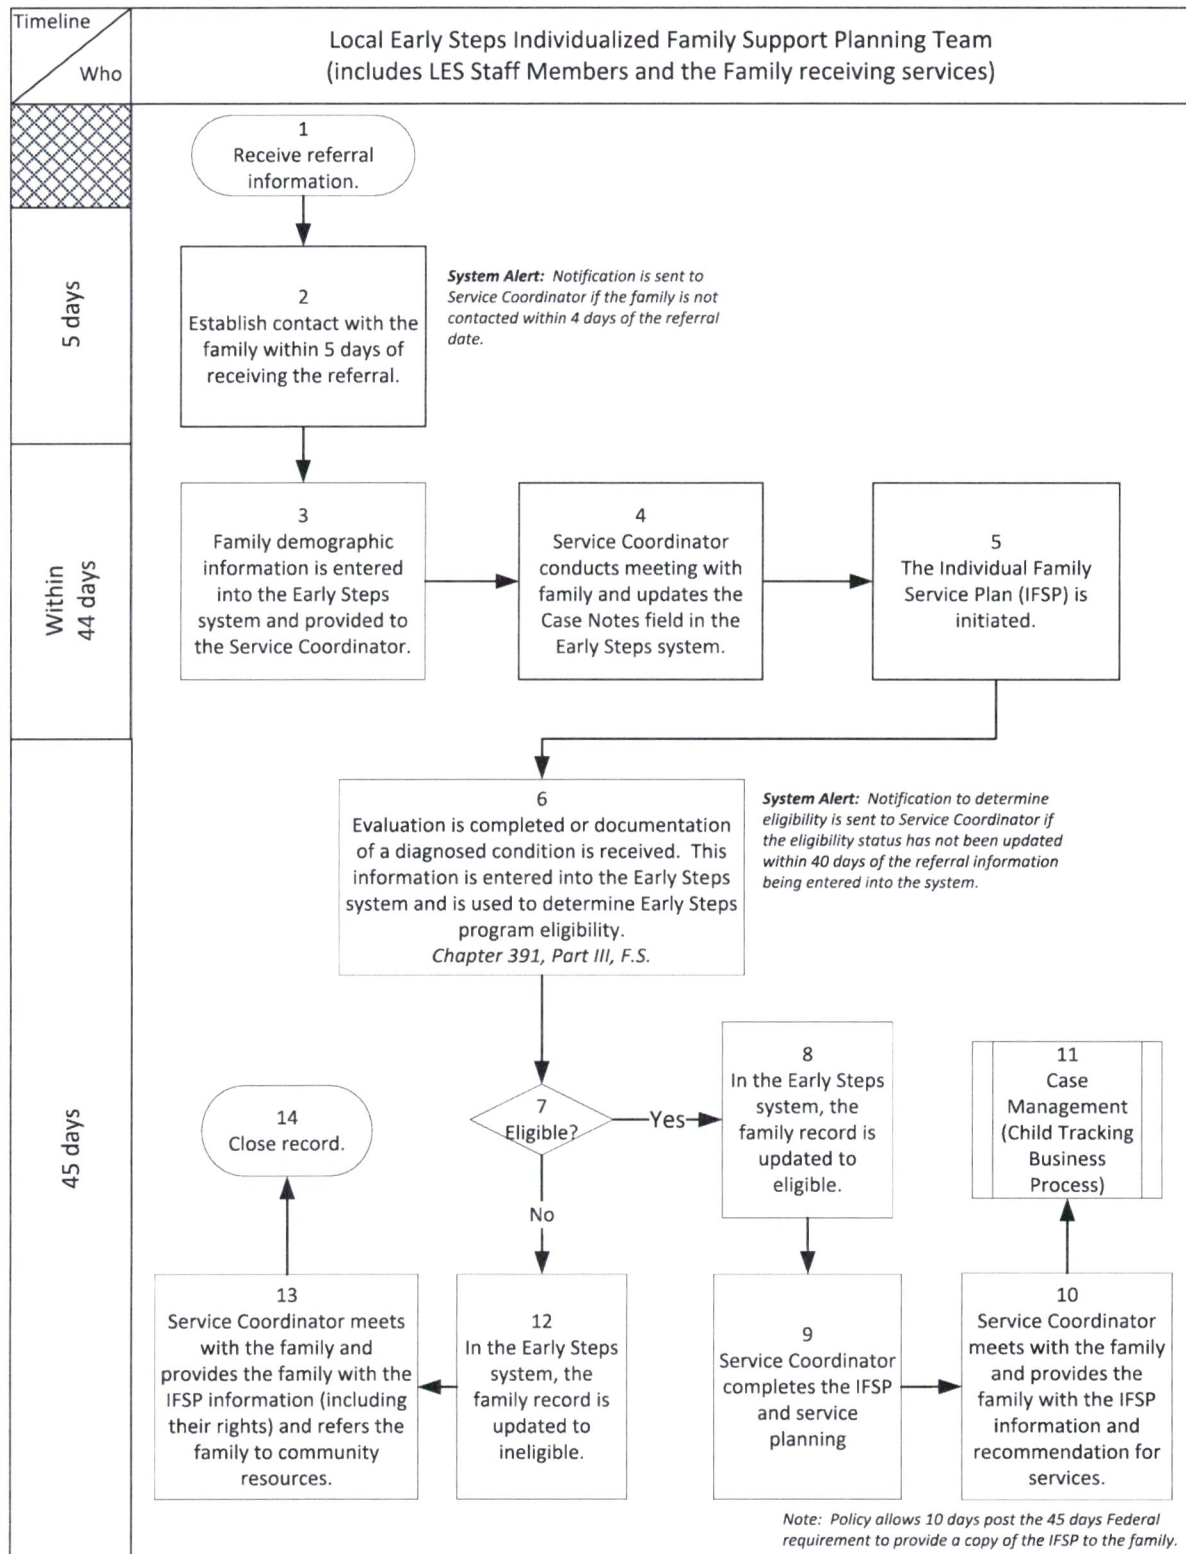 Timeline
Who
Local Early Steps Individualized Family Support Planning Team
(includes LES Staff Members and the Family receiving services)
1
Receive referral
information.
5 days
2
Establish contact with the
family within 5 days of
receiving the referral.
System Alert: Notification is sent to
Service Coordinator if the family is not
contacted within 4 days of the referral
date.
Within
44 days
3
Family demographic
information is entered
into the Early Steps
system and provided to
the Service Coordinator.
4
Service Coordinator
conducts meeting with
family and updates the
Case Notes field in the
Early Steps system.
5
The Individual Family
Service Plan (IFSP) is
initiated.
45 days
6
Evaluation is completed or documentation
of a diagnosed condition is received. This
information is entered into the Early Steps
system and is used to determine Early Steps
program eligibility.
Chapter 391, Part III, F.S.
System Alert: Notification to determine
eligibility is sent to Service Coordinator if
the eligibility status has not been updated
within 40 days of the referral information
being entered into the system.
7
Eligible?
Yes
No
8
In the Early Steps
system, the
family record is
updated to
eligible.
11
Case
Management
(Child Tracking
Business
Process)
14
Close record.
13
Service Coordinator meets
with the family and
provides the family with the
IFSP information (including
their rights) and refers the
family to community
resources.
12
In the Early Steps
system, the
family record is
updated to
ineligible.
9
Service Coordinator
completes the IFSP
and service
planning
10
Service Coordinator
meets with the family
and provides the
family with the IFSP
information and
recommendation for
services.
Note: Policy allows 10 days post the 45 days Federal
requirement to provide a copy of the IFSP to the family.